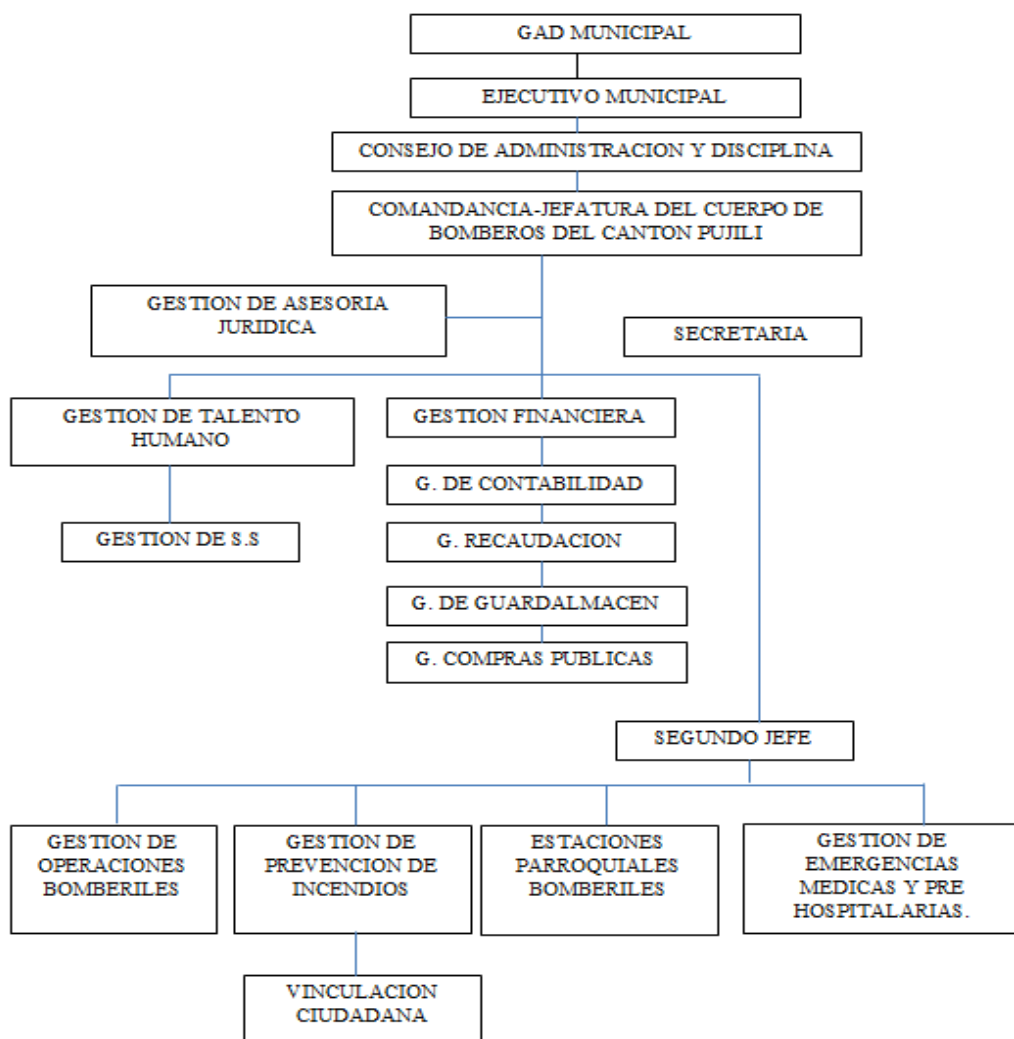 GAD MUNICIPAL
EJECUTIVO MUNICIPAL
CONSEJO DE ADMINISTRACION Y DISCIPLINA
COMANDANCIA-JEFATURA DEL CUERPO DE
BOMBEROS DEL CANTON PUJILI
GESTION DE ASESORIA
JURIDICA
SECRETARIA
GESTION DE TALENTO
HUMANO
GESTION FINANCIERA
G. DE CONTABILIDAD
GESTION DE S.S
G. RECAUDACION
G. DE GUARDALMACEN
G. COMPRAS PUBLICAS
SEGUNDO JEFE
GESTION DE
OPERACIONES
BOMBERILES
GESTION DE
PREVENCION DE
INCENDIOS
ESTACIONES
PARROQUIALES
BOMBERILES
GESTION DE
EMERGENCIAS
MEDICAS Y PRE
HOSPITALARIAS.
VINCULACION
CIUDADANA